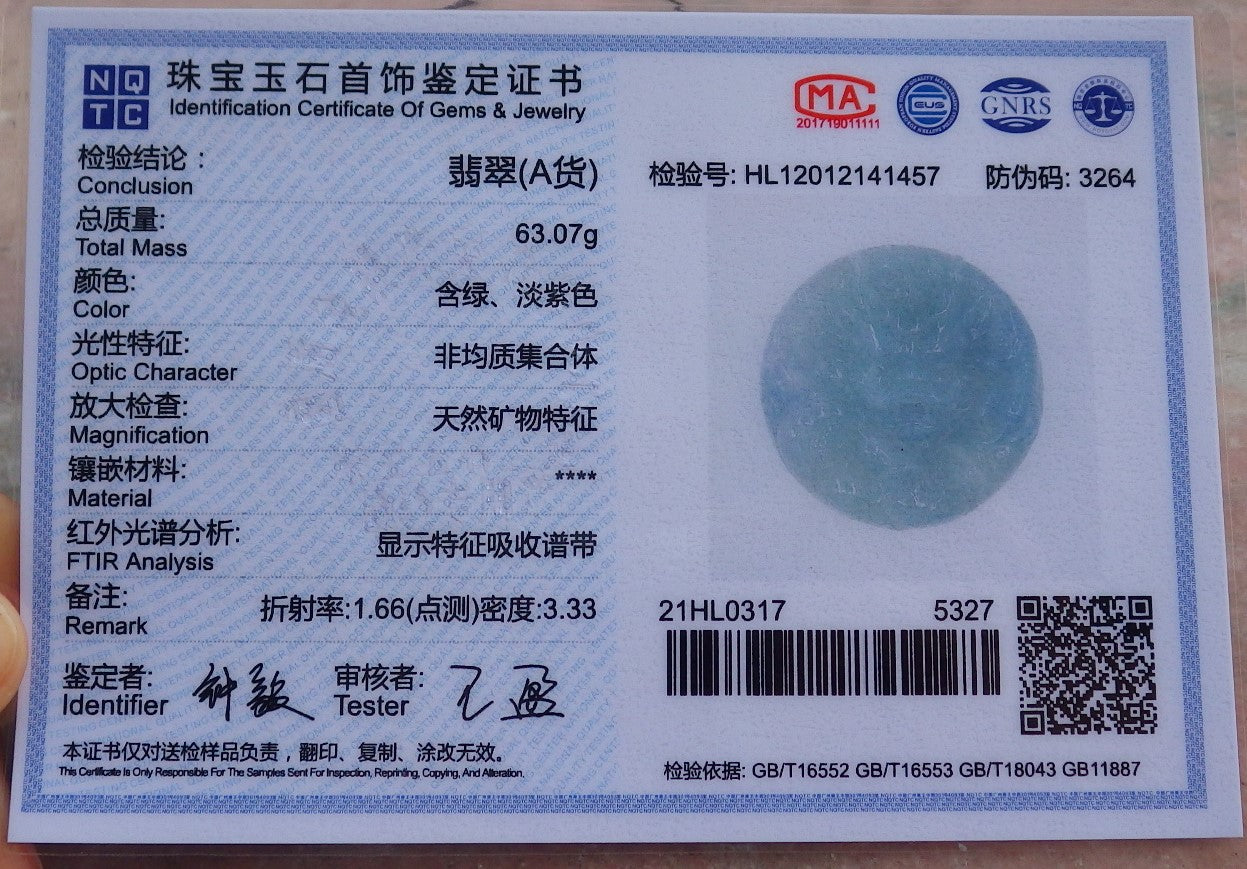 NQTC
珠宝玉石首饰鉴定证书
Identification Certificate Of Gems & Jewelry
MA
201719011111
EUS
GNRS
检验结论：
Conclusion
翡翠(A货)
总质量:
Total Mass
63.07g
颜色:
Color
含绿、淡紫色
光性特征:
Optic Character
非均质集合体
放大检查:
Magnification
天然矿物特征
镶嵌材料:
Material
****
红外光谱分析:
FTIR Analysis
显示特征吸收谱带
备注:
Remark
折射率:1.66(点测)密度:3.33
鉴定者:
Identifier
审核者:
Tester
本证书仅对送检样品负责，翻印、复制、涂改无效。
This Certificate Is Only Responsible For The Samples Sent For Inspection, Reprinting, Copying, And Alteration.
检验号: HL12012141457 防伪码: 3264
21HL0317 5327
检验依据: GB/T16552 GB/T16553 GB/T18043 GB11887